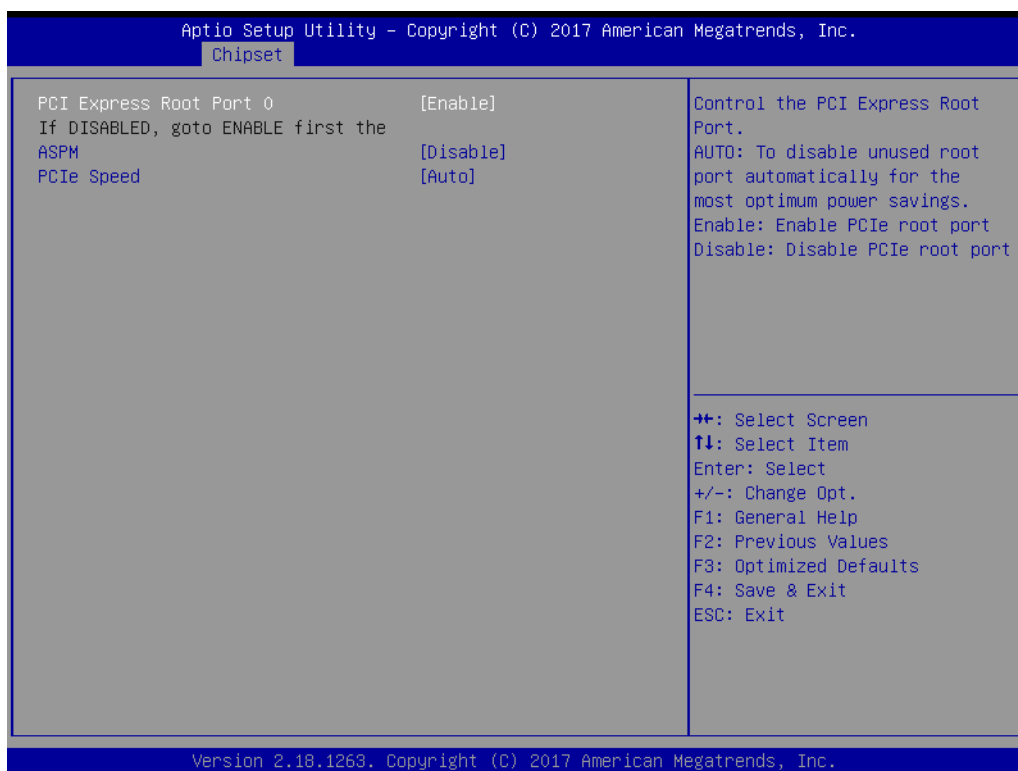 Aptio Setup Utility – Copyright (C) 2017 American Megatrends, Inc.
Chipset
PCI Express Root Port 0 [Enable]
If DISABLED, goto ENABLE first the
ASPM [Disable]
PCIe Speed [Auto]
Control the PCI Express Root
Port.
AUTO: To disable unused root
port automatically for the
most optimum power savings.
Enable: Enable PCIe root port
Disable: Disable PCIe root port
→←: Select Screen
↑↓: Select Item
Enter: Select
+/-: Change Opt.
F1: General Help
F2: Previous Values
F3: Optimized Defaults
F4: Save & Exit
ESC: Exit
Version 2.18.1263. Copyright (C) 2017 American Megatrends, Inc.